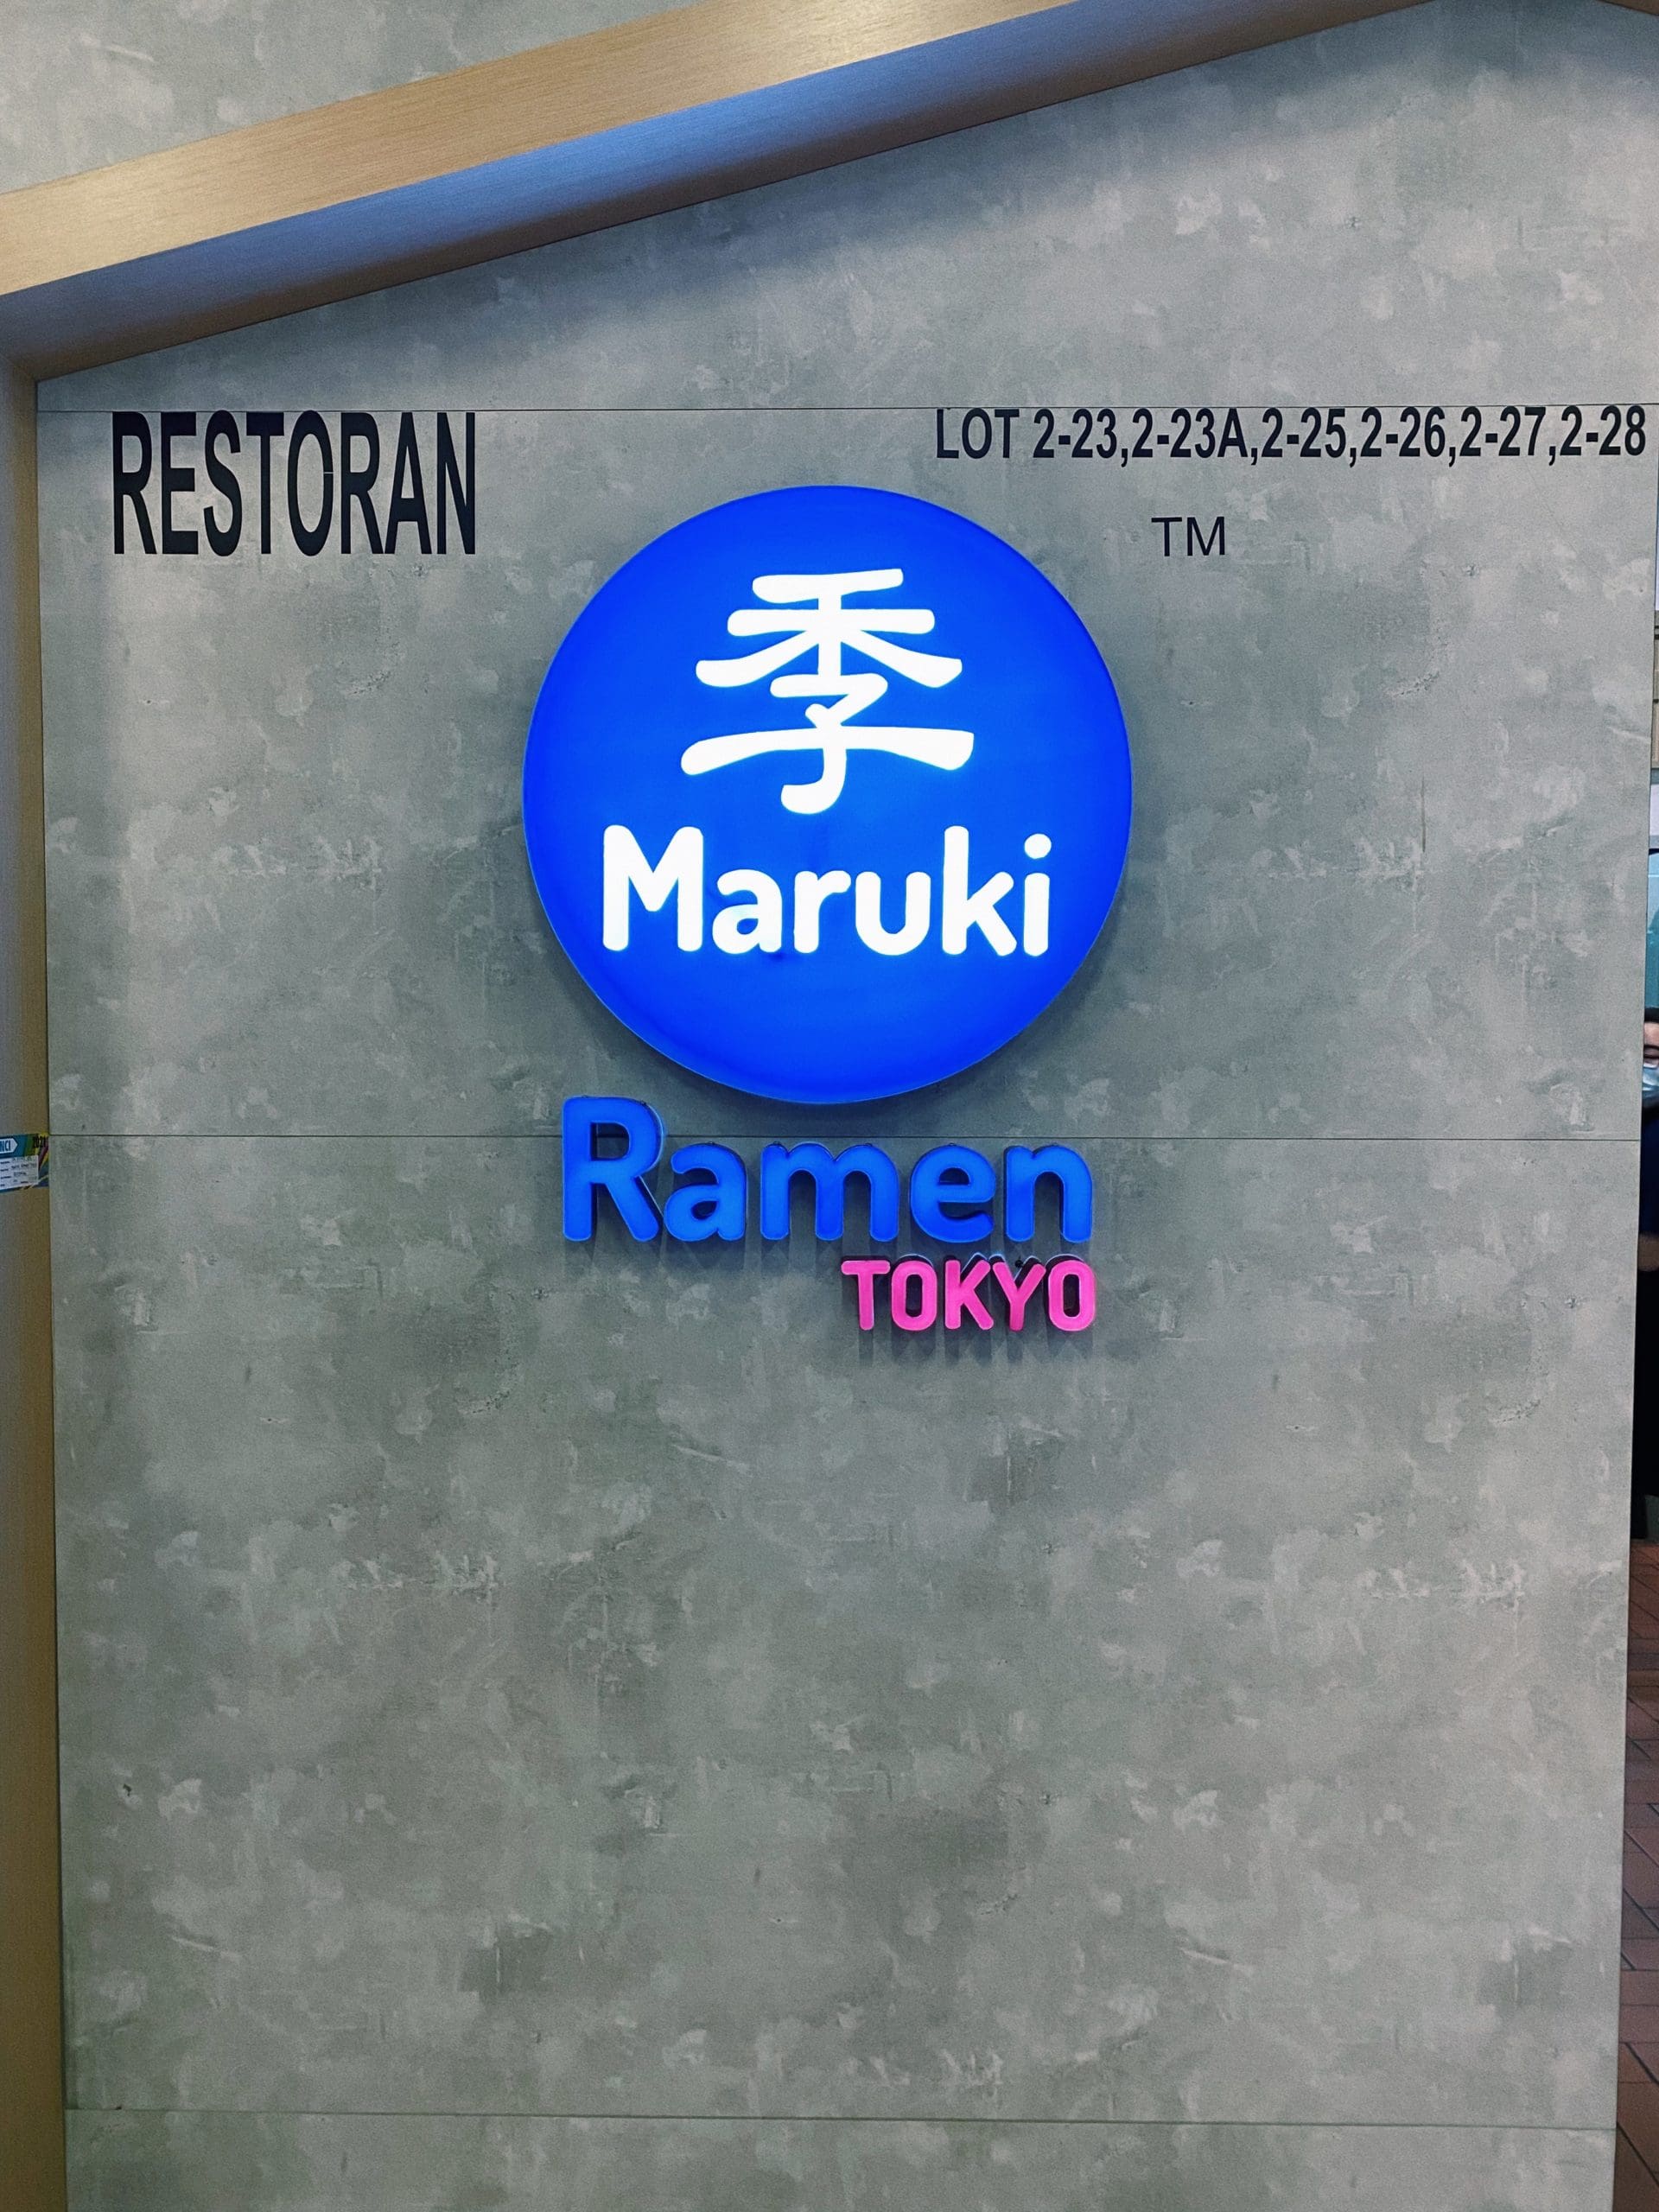 RESTORAN
LOT 2-23,2-23A,2-25,2-26,2-27,2-28
TM
季
Maruki
Ramen
TOKYO